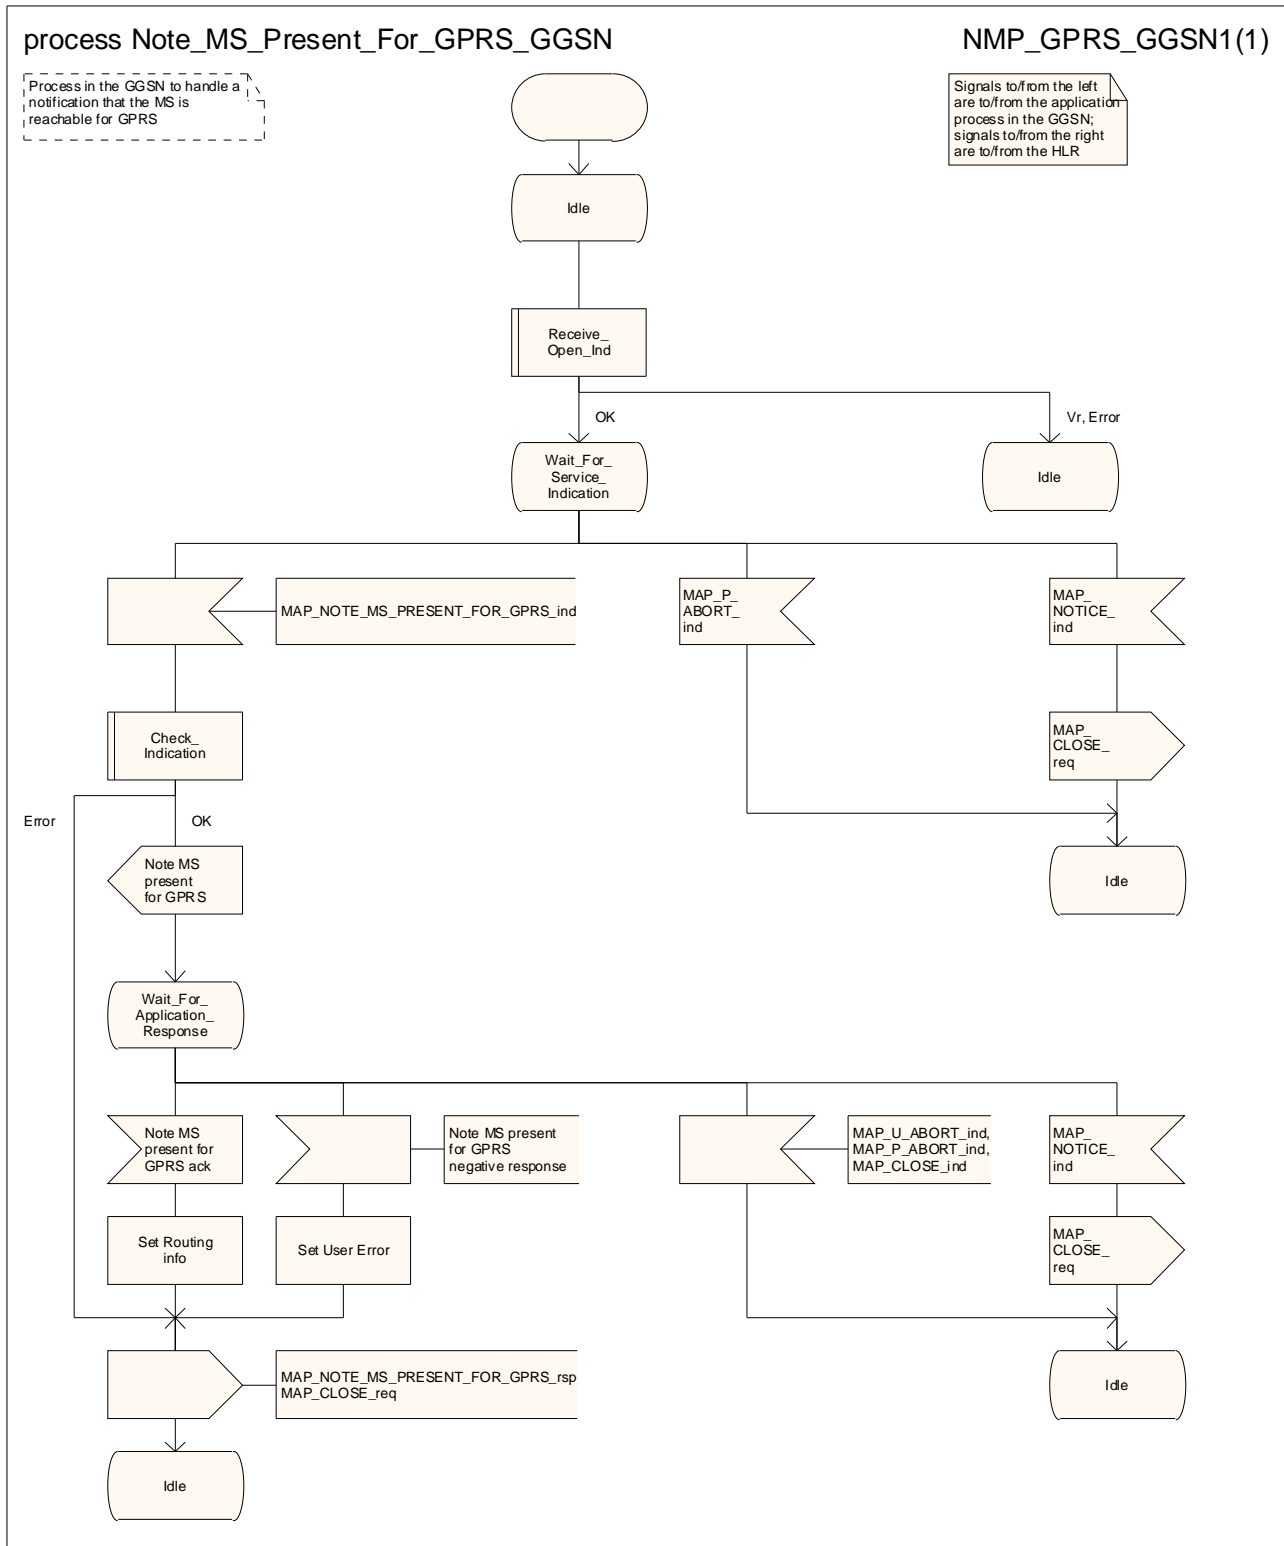 process Note_MS_Present_For_GPRS_GGSN
NMP_GPRS_GGSN1(1)
Process in the GGSN to handle a
notification that the MS is
reachable for GPRS
Signals to/from the left
are to/from the application
process in the GGSN;
signals to/from the right
are to/from the HLR
Idle
Receive_
Open_Ind
OK
Vr, Error
Wait_For_
Service_
Indication
Idle
MAP_NOTE_MS_PRESENT_FOR_GPRS_ind
MAP_P_
ABORT_
ind
MAP_
NOTICE_
ind
Check_
Indication
MAP_
CLOSE_
req
Error
OK
Note MS
present
for GPRS
Idle
Wait_For_
Application_
Response
Note MS
present for
GPRS ack
Note MS present
for GPRS
negative response
MAP_U_ABORT_ind,
MAP_P_ABORT_ind,
MAP_CLOSE_ind
MAP_
NOTICE_
ind
Set Routing
info
Set User Error
MAP_
CLOSE_
req
MAP_NOTE_MS_PRESENT_FOR_GPRS_rsp
MAP_CLOSE_req
Idle
Idle